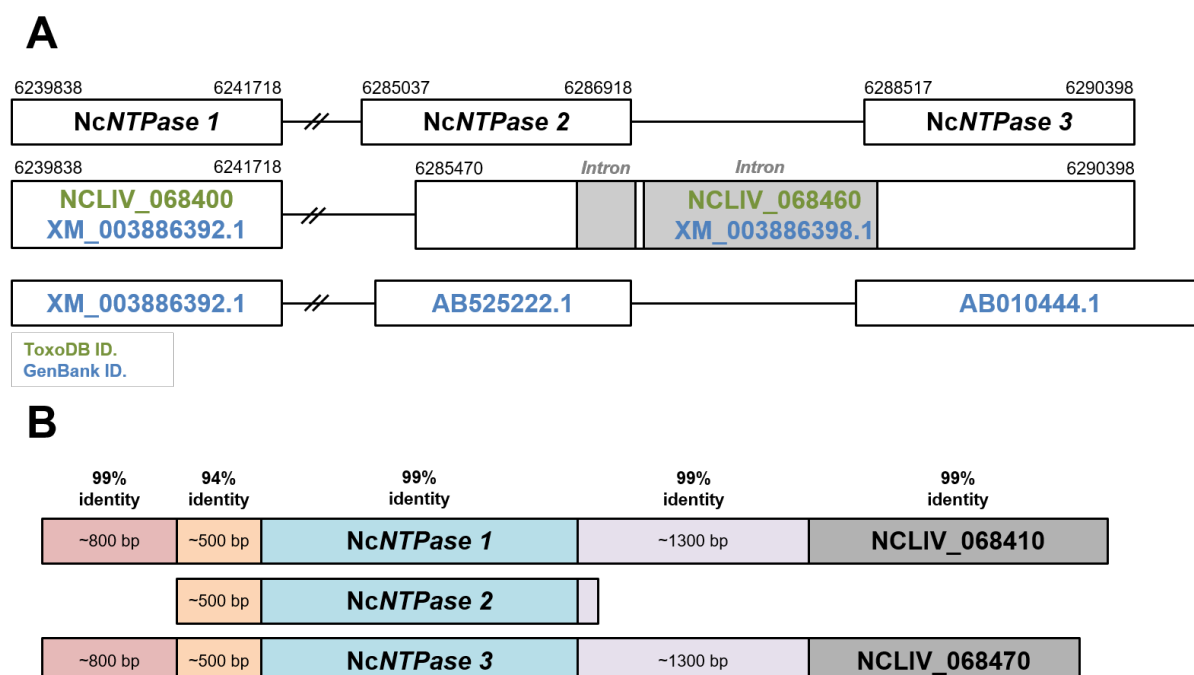 A
6239838 6241718 6285037 6286918 6288517 6290398
NcNTPase 1 NcNTPase 2 NcNTPase 3
6239838 6241718 6285470 Intron Intron 6290398
NCLIV_068400 NCLIV_068460
XM_003886392.1 XM_003886398.1
XM_003886392.1 AB525222.1 AB010444.1
ToxoDB ID.
GenBank ID.
B
99% 94% 99% 99% 99%
identity identity identity identity identity
~800 bp ~500 bp NcNTPase 1 ~1300 bp NCLIV_068410
~500 bp NcNTPase 2
~800 bp ~500 bp NcNTPase 3 ~1300 bp NCLIV_068470